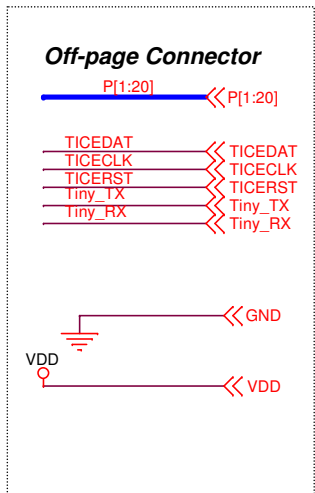 Off-page Connector
P[1:20]
P[1:20]
TICEDAT
TICEDAT
TICECLK
TICECLK
TICERST
TICERST
Tiny_TX
Tiny_TX
Tiny_RX
Tiny_RX
GND
VDD
VDD